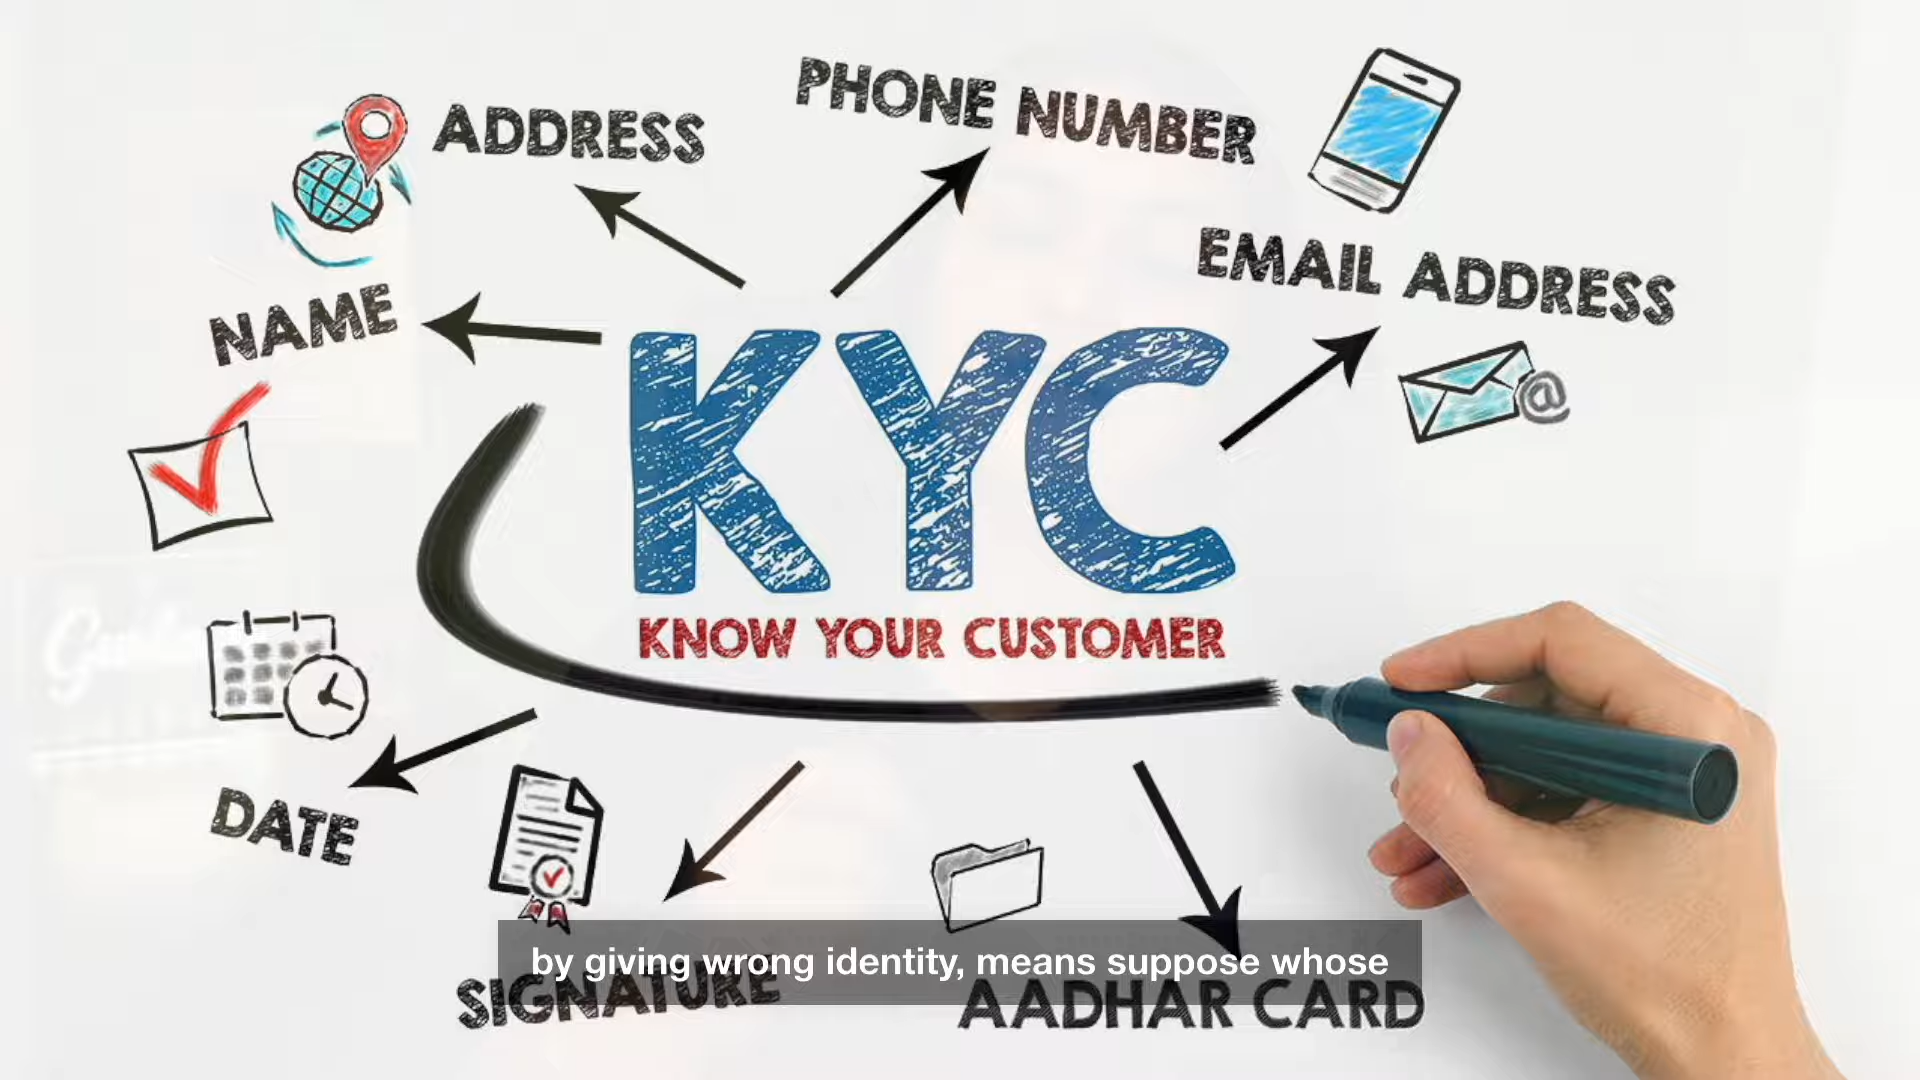 PHONE NUMBER
ADDRESS
EMAIL ADDRESS
NAME
@
KYC
KNOW YOUR CUSTOMER
DATE
by giving wrong identity, means suppose whose
SIGNATURE
AADHAR CARD